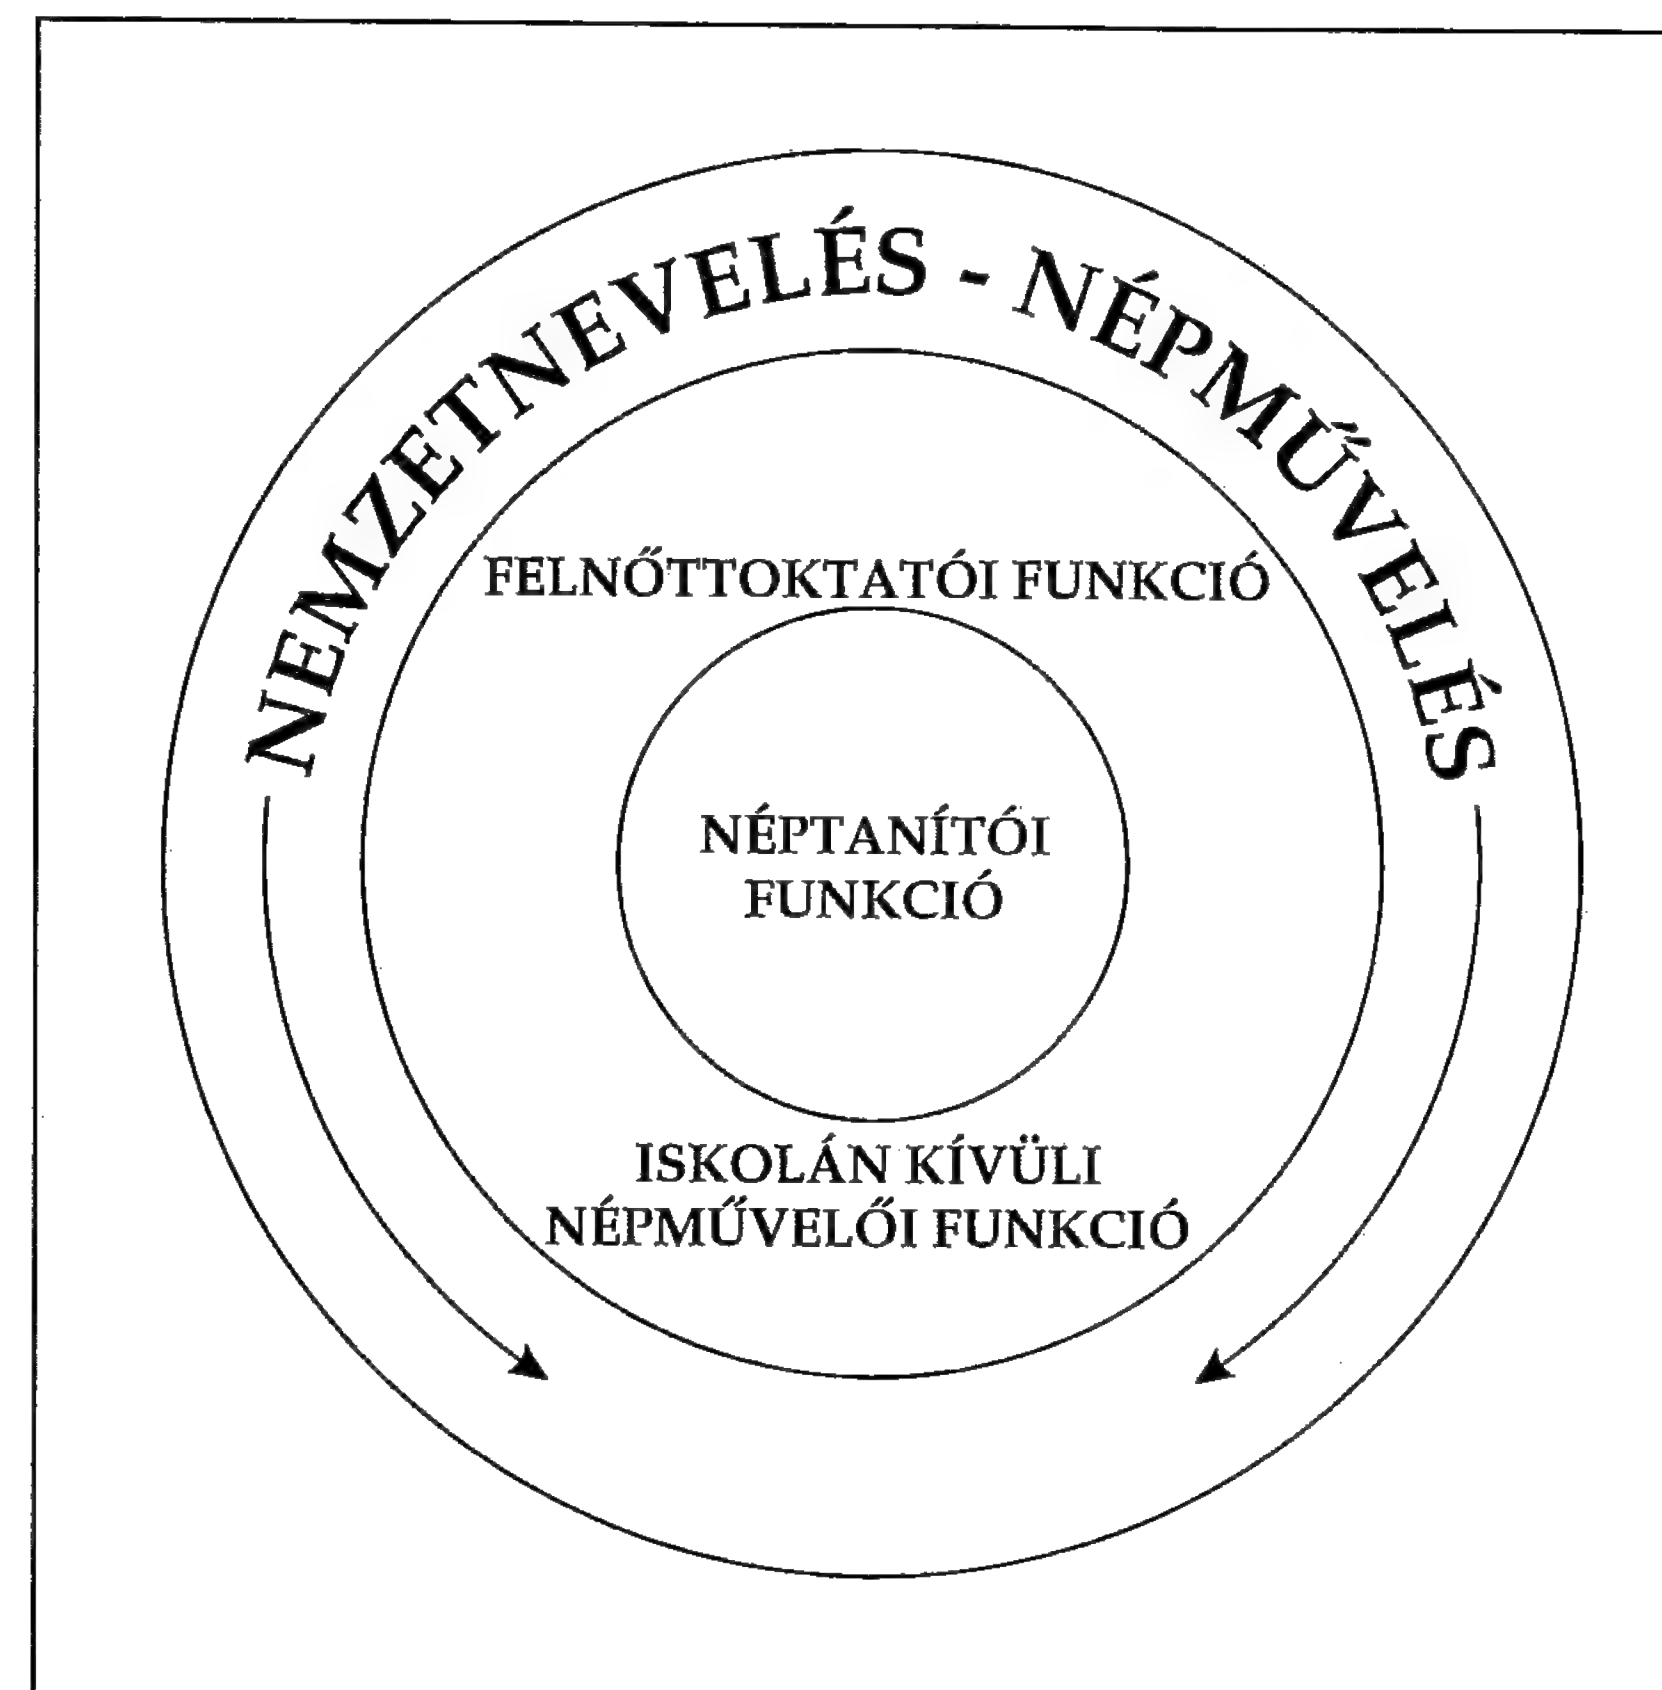 NEMZETNEVELÉS - NÉPMŰVELÉS
FELNŐTTOKTATÓI FUNKCIÓ
NÉPTANÍTÓI
FUNKCIÓ
ISKOLÁN KÍVÜLI
NÉPMŰVELŐI FUNKCIÓ